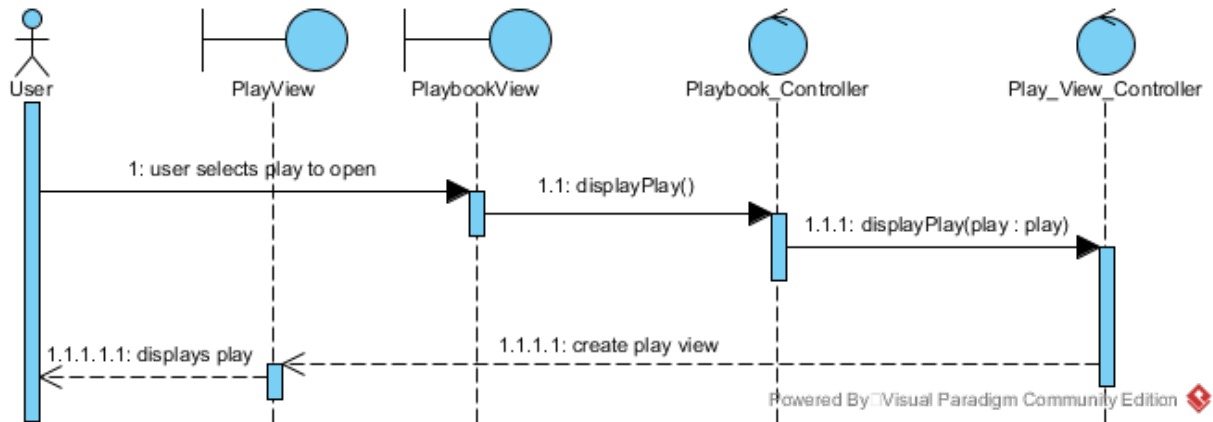 User
PlayView
PlaybookView
Playbook_Controller
Play_View_Controller
1: user selects play to open
1.1: displayPlay()
1.1.1: displayPlay(play : play)
1.1.1.1: create play view
1.1.1.1.1: displays play
Powered By Visual Paradigm Community Edition